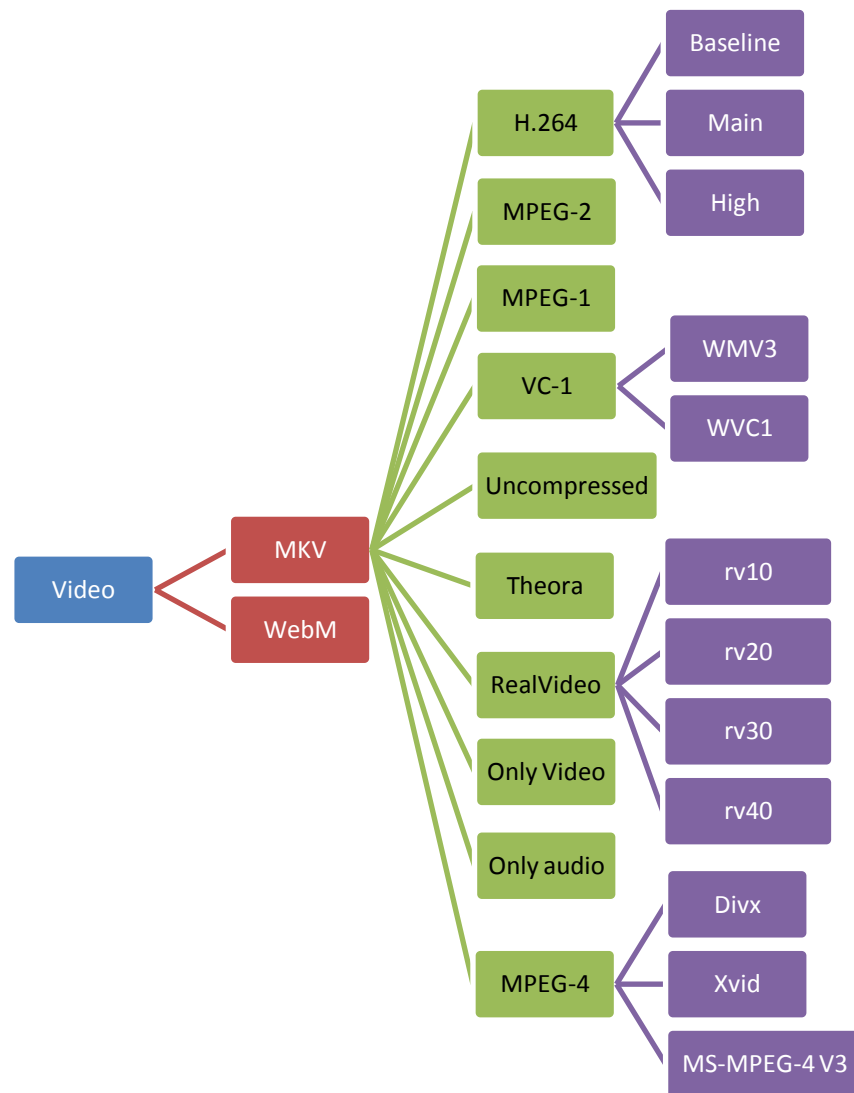 Video
MKV
WebM
H.264
MPEG-2
MPEG-1
VC-1
Uncompressed
Theora
RealVideo
Only Video
Only audio
MPEG-4
Baseline
Main
High
WMV3
WVC1
rv10
rv20
rv30
rv40
Divx
Xvid
MS-MPEG-4 V3